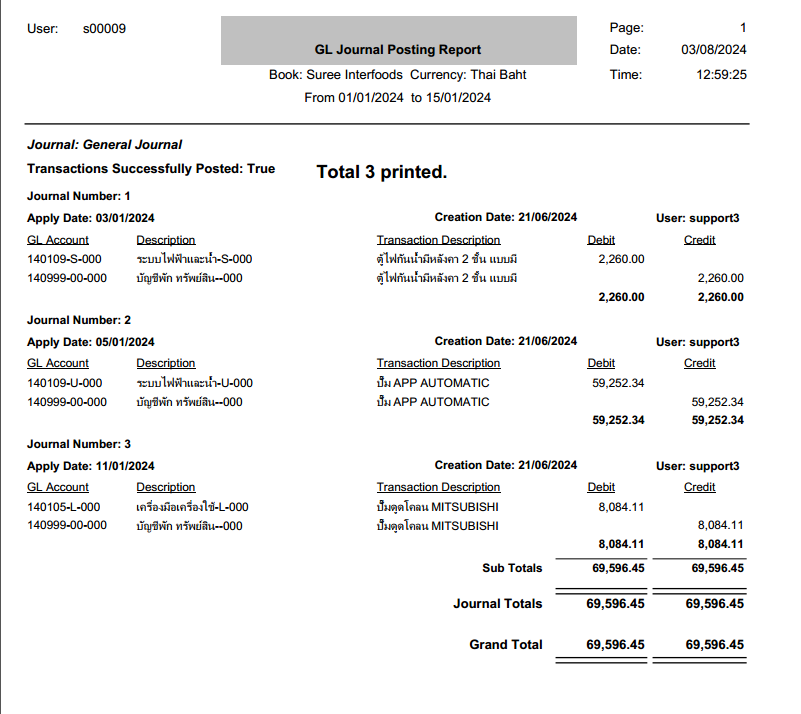 User: s00009 Page: 1
GL Journal Posting Report Date: 03/08/2024
Book: Suree Interfoods Currency: Thai Baht Time: 12:59:25
From 01/01/2024 to 15/01/2024
Journal: General Journal
Transactions Successfully Posted: True Total 3 printed.
Journal Number: 1
Apply Date: 03/01/2024 Creation Date: 21/06/2024 User: support3
GL Account Description Transaction Description Debit Credit
140109-S-000 ระบบไฟฟ้าและน้ำ-S-000 ตู้ไฟกันน้ำมีหลังคา 2 ชั้น แบบมี 2,260.00
140999-00-000 บัญชีพัก ทรัพย์สิน--000 ตู้ไฟกันน้ำมีหลังคา 2 ชั้น แบบมี 2,260.00
2,260.00 2,260.00
Journal Number: 2
Apply Date: 05/01/2024 Creation Date: 21/06/2024 User: support3
GL Account Description Transaction Description Debit Credit
140109-U-000 ระบบไฟฟ้าและน้ำ-U-000 ปั๊ม APP AUTOMATIC 59,252.34
140999-00-000 บัญชีพัก ทรัพย์สิน--000 ปั๊ม APP AUTOMATIC 59,252.34
59,252.34 59,252.34
Journal Number: 3
Apply Date: 11/01/2024 Creation Date: 21/06/2024 User: support3
GL Account Description Transaction Description Debit Credit
140105-L-000 เครื่องมือเครื่องใช้-L-000 ปั๊มดูดโคลน MITSUBISHI 8,084.11
140999-00-000 บัญชีพัก ทรัพย์สิน--000 ปั๊มดูดโคลน MITSUBISHI 8,084.11
8,084.11 8,084.11
Sub Totals 69,596.45 69,596.45
Journal Totals 69,596.45 69,596.45
Grand Total 69,596.45 69,596.45